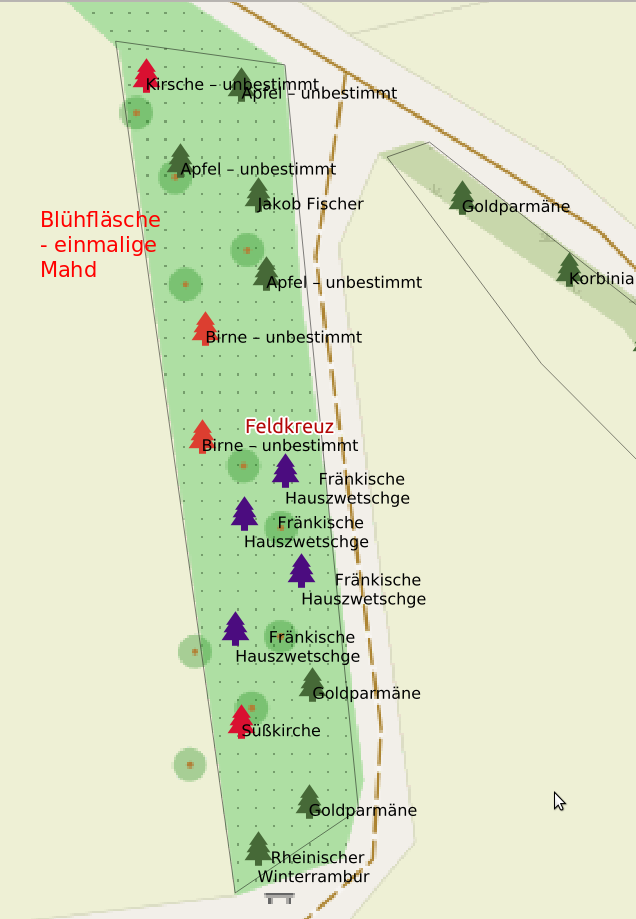 Kirsche – unbestimmt
Apfel – unbestimmt
Apfel – unbestimmt
Jakob Fischer
Goldparmäne
Blühfläsche
- einmalige
Mahd
Apfel – unbestimmt
Korbinia
Birne – unbestimmt
Feldkreuz
Birne – unbestimmt
Fränkische
Hauszwetschge
Fränkische
Hauszwetschge
Fränkische
Hauszwetschge
Fränkische
Hauszwetschge
Goldparmäne
Süßkirche
Goldparmäne
Rheinischer
Winterrambur